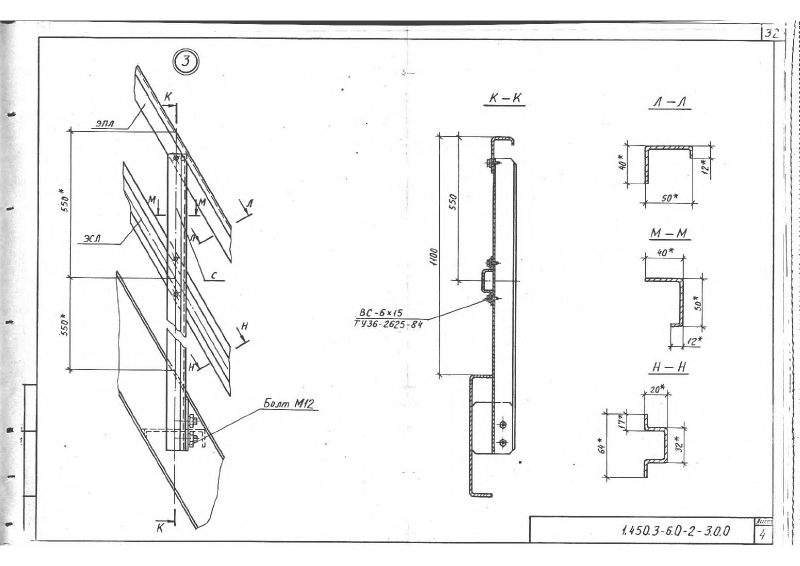 32
3
К
ЭПЛ
550*
М
М
Л
Л
ЭСЛ
С
550*
Н
Н
Болт М12
К
К – К
550
1100
ВС-6×15
ТУ36-2625-84
Л – Л
40*
12*
50*
М – М
40*
50*
12*
Н – Н
20*
17*
64*
32*
1.450.3-6.0-2-3.0.0
Лист
4